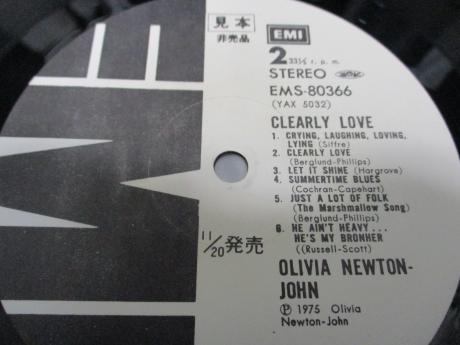 見本
非売品
EMI
2 33⅓ r. p. m.
STEREO
EMS-80366
(YAX 5032)
CLEARLY LOVE
1. CRYING, LAUGHING, LOVING,
LYING (Siffre)
2. CLEARLY LOVE
(Berglund-Phillips)
3. LET IT SHINE (Hargrove)
4. SUMMERTIME BLUES
(Cochran-Capehart)
5. JUST A LOT OF FOLK
(The Marshmallow Song)
(Berglund-Phillips)
6. HE AIN'T HEAVY...
HE'S MY BRONHER
((Russell-Scott)
11/20発売
OLIVIA NEWTON-
JOHN
Ⓟ 1975 Olivia
Newton-John